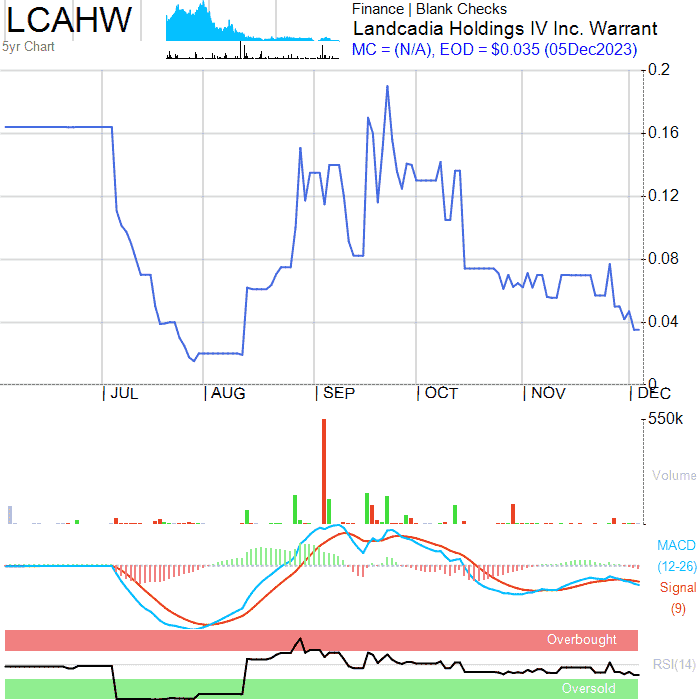 LCAHW
5yr Chart
Finance | Blank Checks
Landcadia Holdings IV Inc. Warrant
MC = (N/A), EOD = $0.035 (05Dec2023)
0.2
0.16
0.12
0.08
0.04
0
| JUL | AUG | SEP | OCT | NOV | DEC
550k
Volume
MACD
(12-26)
Signal
(9)
Overbought
RSI(14)
Oversold